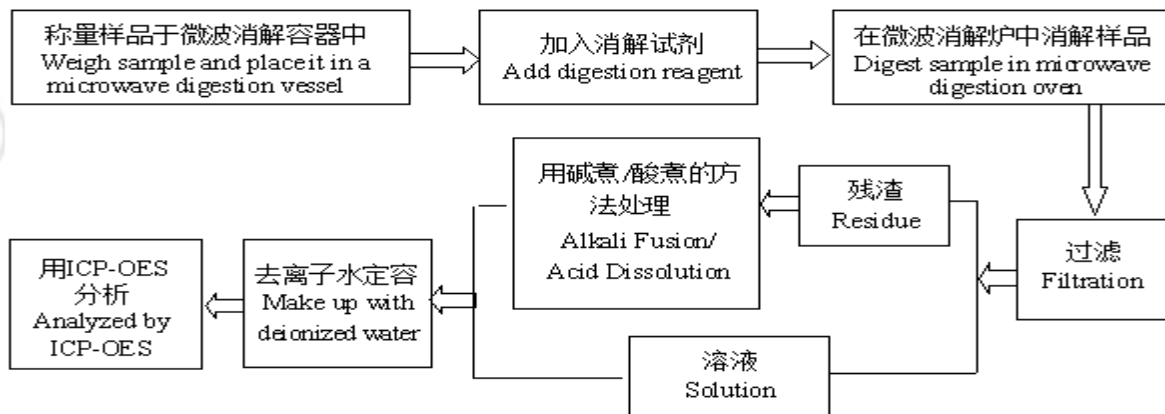 称量样品于微波消解容器中
Weigh sample and place it in a
microwave digestion vessel
加入消解试剂
Add digestion reagent
在微波消解炉中消解样品
Digest sample in microwave
digestion oven
过滤
Filtration
残渣
Residue
用碱煮/酸煮的方
法处理
Alkali Fusion/
Acid Dissolution
溶液
Solution
去离子水定容
Make up with
deionized water
用ICP-OES
分析
Analyzed by
ICP-OES